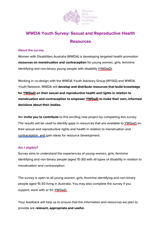 WWDA Youth Survey: Sexual and Reproductive Health
Resources
About the survey
Women with Disabilities Australia (WWDA) is developing targeted health promotion
resources on menstruation and contraception for young women, girls, feminine
identifying and non-binary young people with disability (YWGwD).
Working in co-design with the WWDA Youth Advisory Group (WYAG) and WWDA
Youth Network, WWDA will develop and distribute resources that build knowledge
for YWGwD on their sexual and reproductive health and rights in relation to
menstruation and contraception to empower YWGwD to make their own, informed
decisions about their bodies.
We invite you to contribute to this exciting new project by completing this survey.
The results will be used to identify gaps in resources that are available to YWGwD on
their sexual and reproductive rights and health in relation to menstruation and
contraception, and gain ideas for resource development.
Am I eligible?
Survey aims to understand the experiences of young women, girls, feminine
identifying and non-binary people aged 15-30 with all types of disability in relation to
menstruation and contraception.
The survey is open to all young women, girls, feminine identifying and non-binary
people aged 15-30 living in Australia. You may also complete the survey if you
support, work with or for YWGwD.
Your feedback will help us to ensure that the information and resources we plan to
provide are relevant, appropriate and useful.